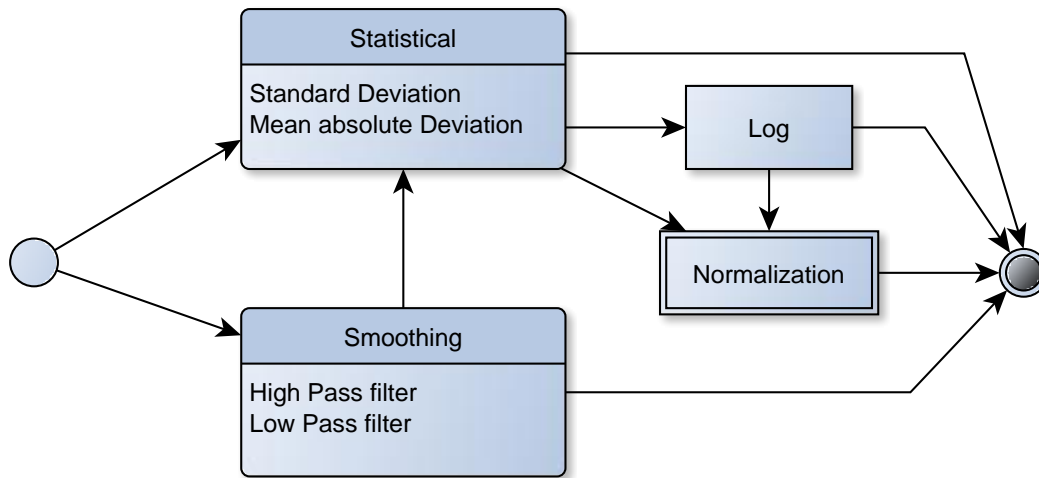 Statistical
Standard Deviation
Mean absolute Deviation
Log
Normalization
Smoothing
High Pass filter
Low Pass filter